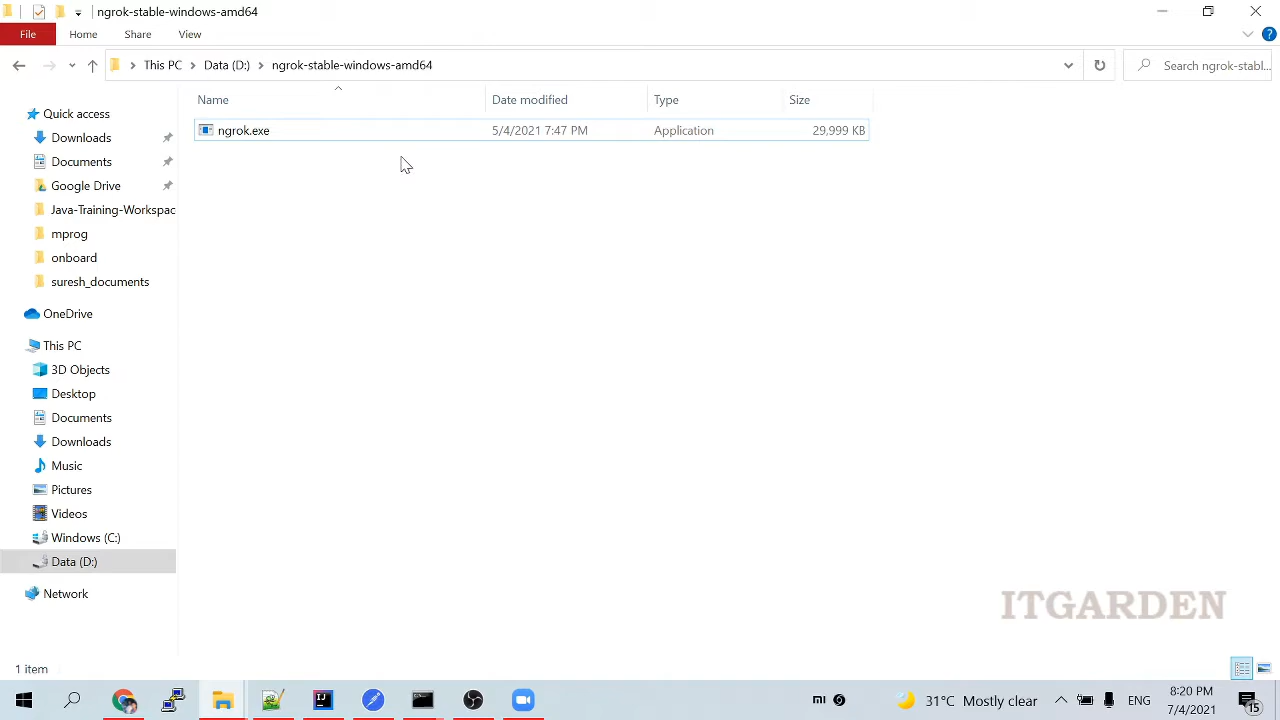 ngrok-stable-windows-amd64
File Home Share View
This PC Data (D:) ngrok-stable-windows-amd64 Search ngrok-stabl...
Name Date modified Type Size
ngrok.exe 5/4/2021 7:47 PM Application 29,999 KB
Quick access
Downloads
Documents
Google Drive
Java-Training-Workspac
mprog
onboard
suresh_documents
OneDrive
This PC
3D Objects
Desktop
Documents
Downloads
Music
Pictures
Videos
Windows (C:)
Data (D:)
Network
ITGARDEN
1 item
31°C Mostly clear ENG 8:20 PM
7/4/2021
15